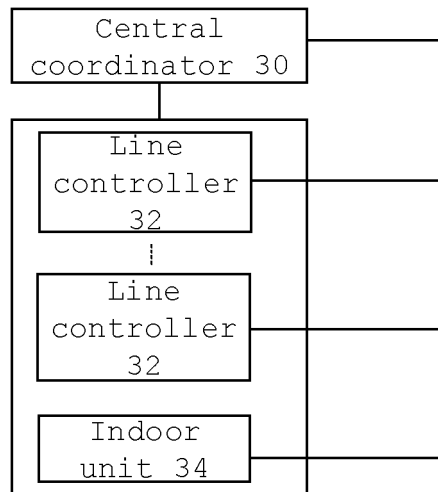 Central
coordinator 30
Line
controller
32
Line
controller
32
Indoor
unit 34